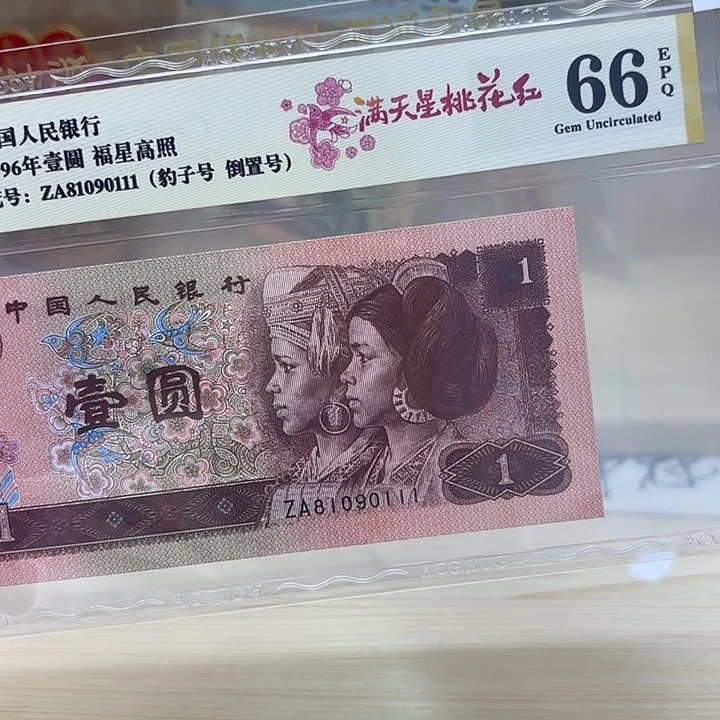 国人民银行
96年壹圆 福星高照
号: ZA81090111 (豹子号 倒置号)
满天星桃花红
66
EPQ
Gem Uncirculated
中国人民银行
1
壹圆
1
ZA81090111
1
ACGACG